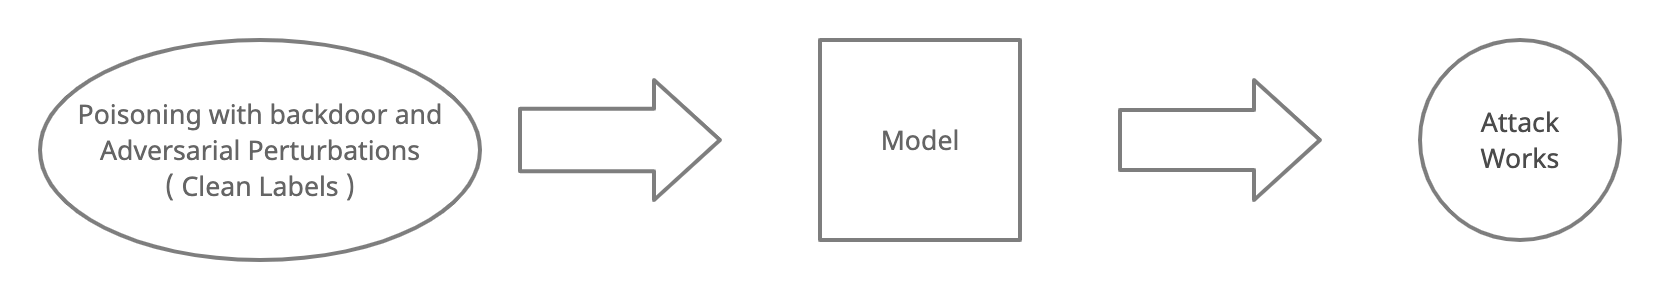 Poisoning with backdoor and
Adversarial Perturbations
( Clean Labels )
Model
Attack
Works